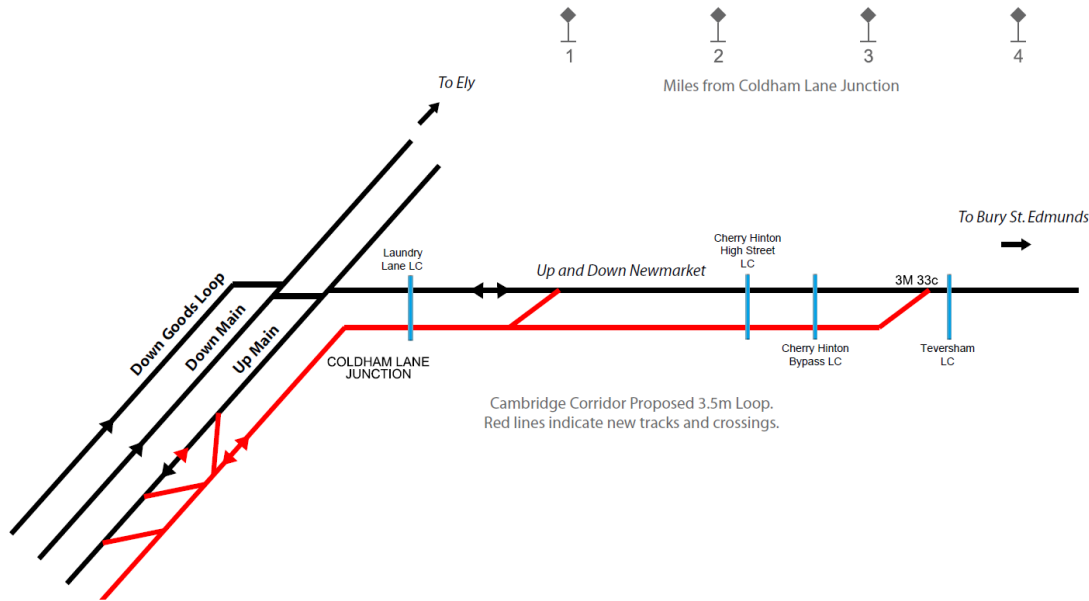 1 2 3 4
Miles from Coldham Lane Junction
To Ely
To Bury St. Edmunds
Cherry Hinton
High Street
LC
Laundry
Lane LC
Up and Down Newmarket
3M 33c
Down Goods Loop
Down Main
Up Main
COLDHAM LANE
JUNCTION
Cherry Hinton
Bypass LC
Teversham
LC
Cambridge Corridor Proposed 3.5m Loop.
Red lines indicate new tracks and crossings.